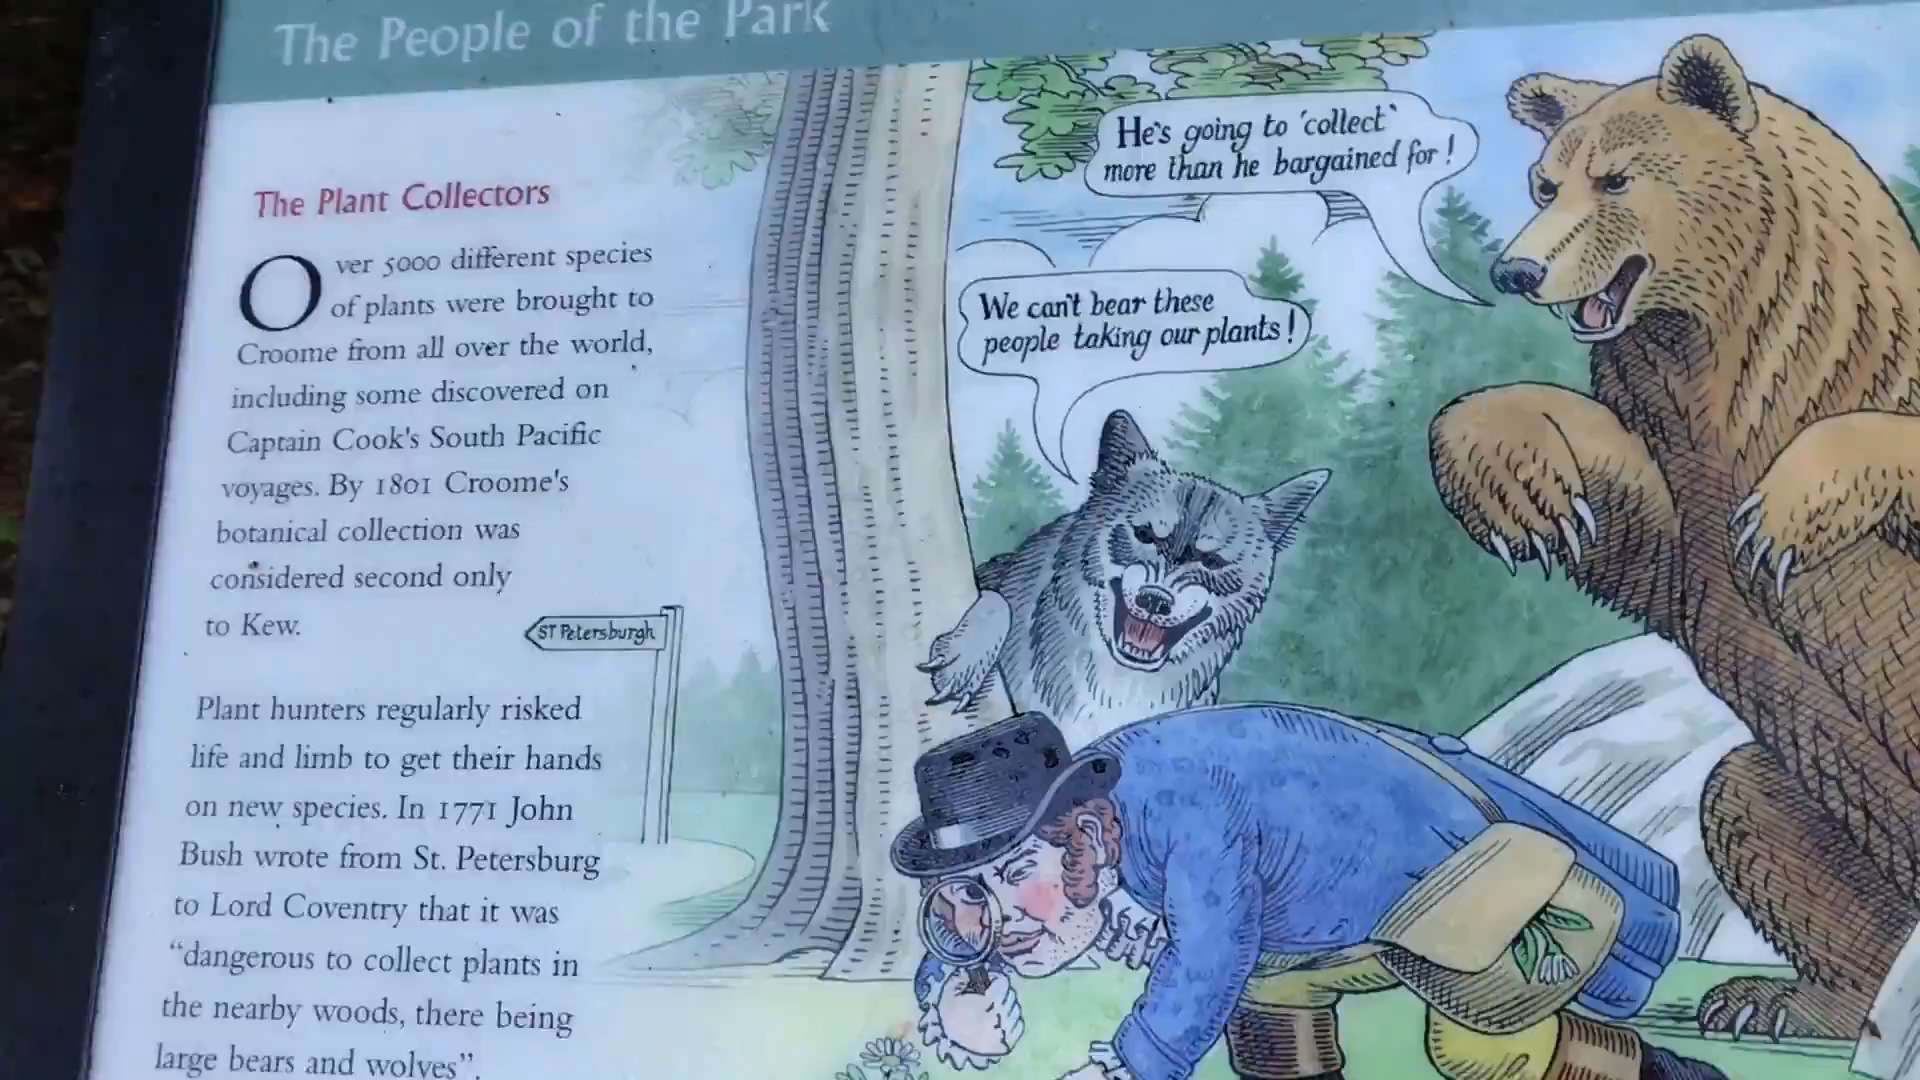 The People of the Park
The Plant Collectors
Over 5000 different species
of plants were brought to
Croome from all over the world,
including some discovered on
Captain Cook's South Pacific
voyages. By 1801 Croome's
botanical collection was
considered second only
to Kew.
Plant hunters regularly risked
life and limb to get their hands
on new species. In 1771 John
Bush wrote from St. Petersburg
to Lord Coventry that it was
“dangerous to collect plants in
the nearby woods, there being
large bears and wolves”.
ST Petersburgh
He's going to 'collect'
more than he bargained for !
We can't bear these
people taking our plants !